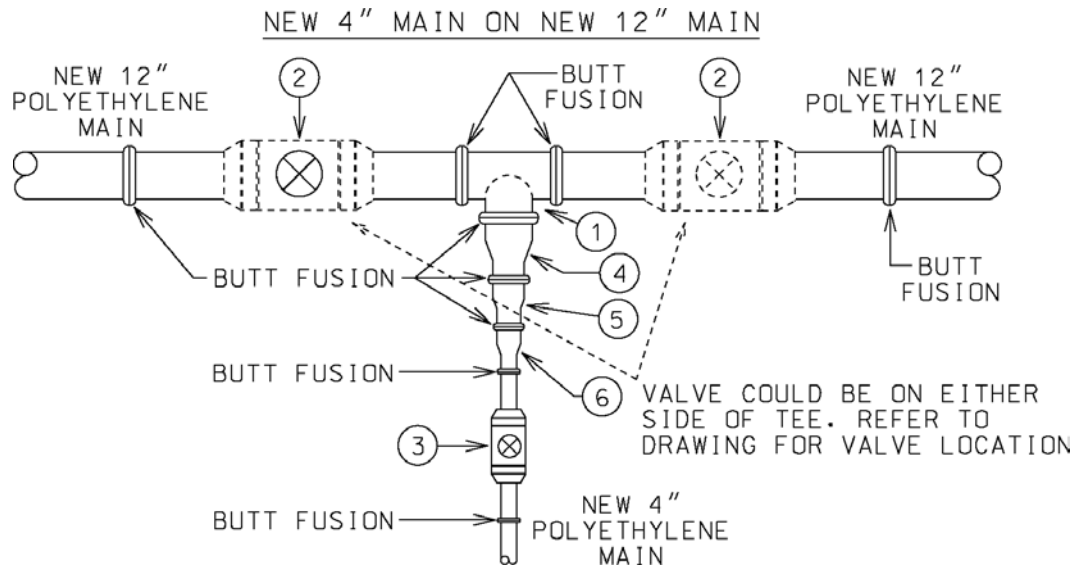 NEW 4" MAIN ON NEW 12" MAIN
NEW 12"
POLYETHYLENE
MAIN
2
BUTT
FUSION
2
NEW 12"
POLYETHYLENE
MAIN
1
BUTT FUSION
4
BUTT
FUSION
5
BUTT FUSION
6
VALVE COULD BE ON EITHER
SIDE OF TEE. REFER TO
DRAWING FOR VALVE LOCATION
3
BUTT FUSION
NEW 4"
POLYETHYLENE
MAIN